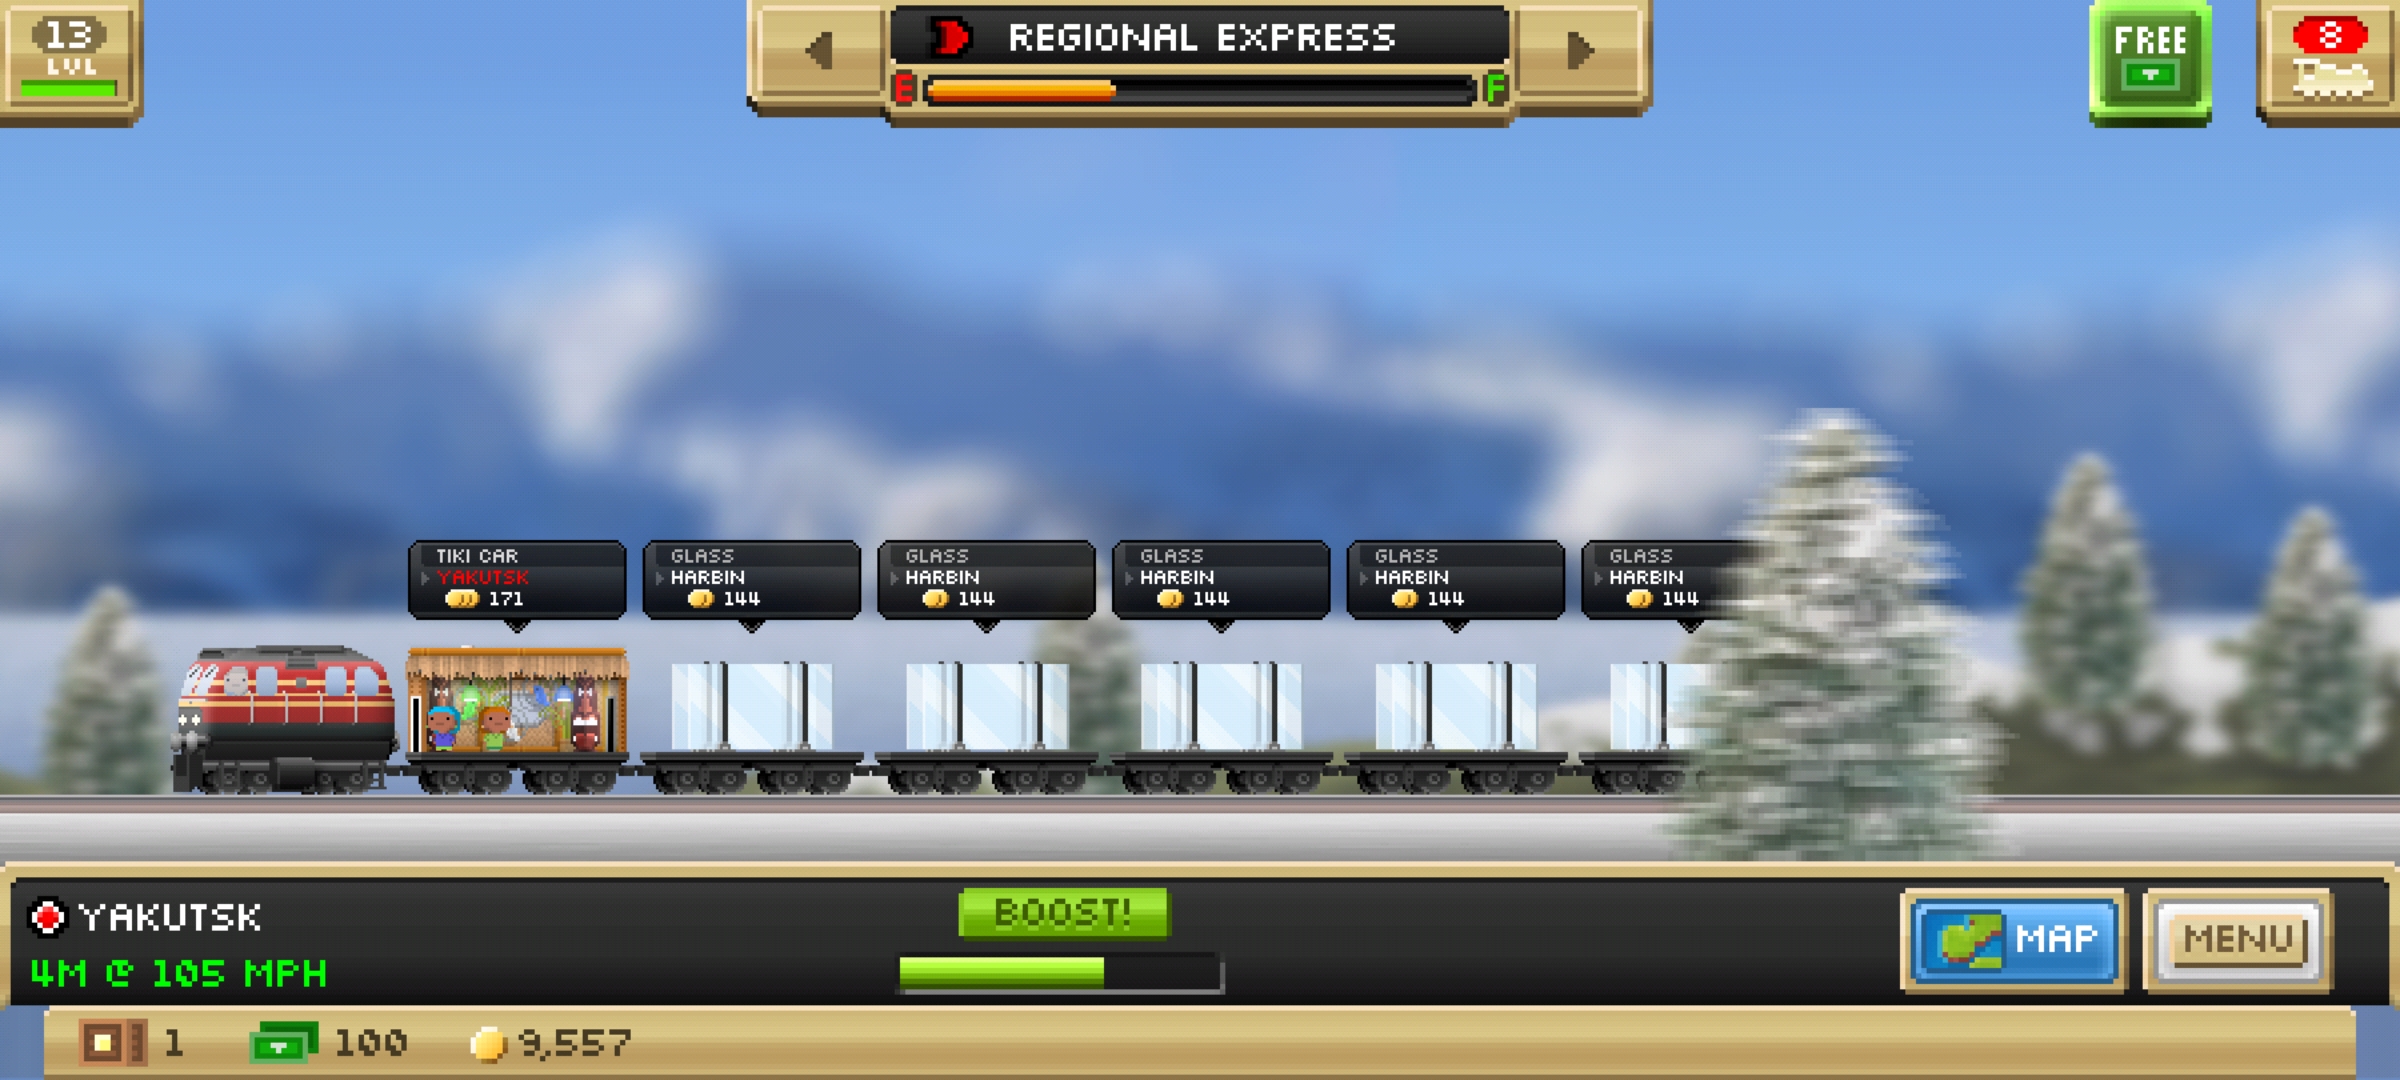 13
LVL
REGIONAL EXPRESS
E F
FREE
8
TIKI CAR
YAKUTSK
171
GLASS
HARBIN
144
GLASS
HARBIN
144
GLASS
HARBIN
144
GLASS
HARBIN
144
GLASS
HARBIN
144
YAKUTSK
4M @ 105 MPH
BOOST!
MAP
MENU
1 100 9,557